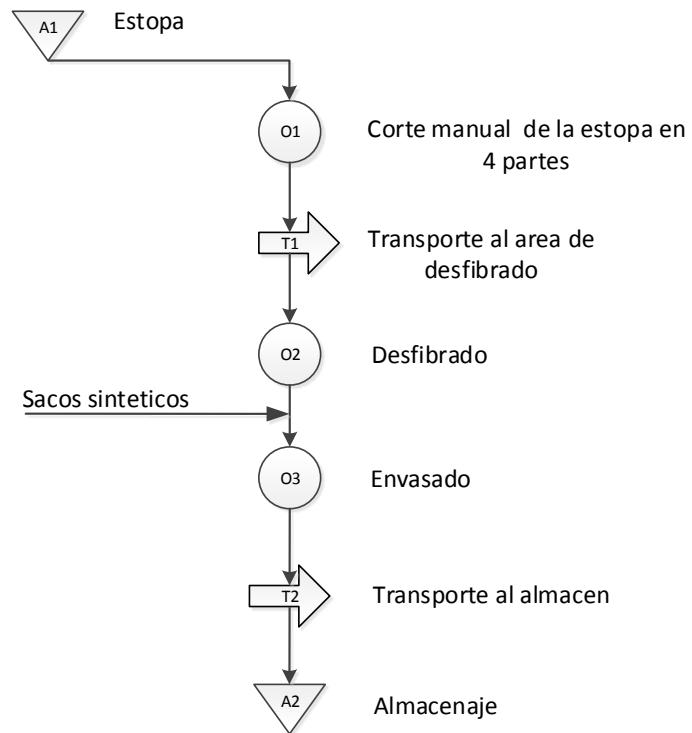 A1
Estopa
O1
Corte manual de la estopa en
4 partes
T1
Transporte al area de
desfibrado
O2
Desfibrado
Sacos sinteticos
O3
Envasado
T2
Transporte al almacen
A2
Almacenaje